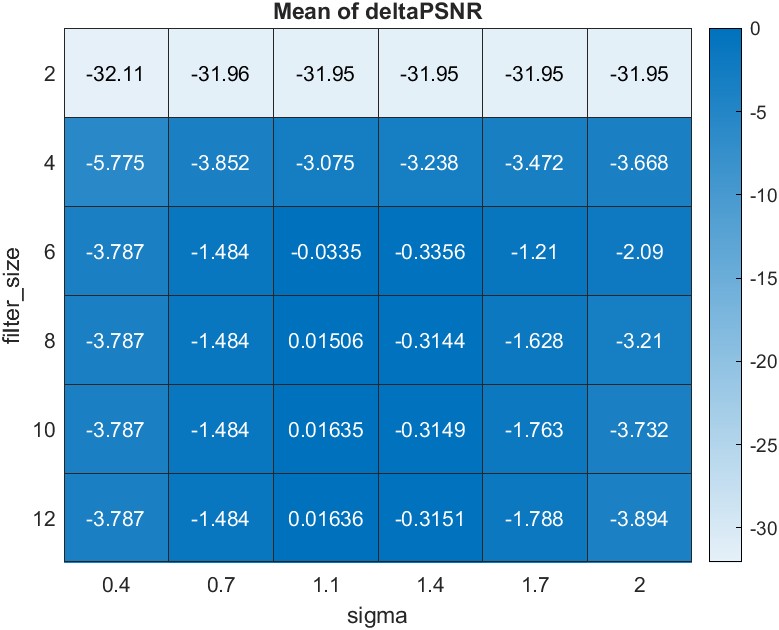 Mean of deltaPSNR
2 -32.11 -31.96 -31.95 -31.95 -31.95 -31.95
4 -5.775 -3.852 -3.075 -3.238 -3.472 -3.668
6 -3.787 -1.484 -0.0335 -0.3356 -1.21 -2.09
8 -3.787 -1.484 0.01506 -0.3144 -1.628 -3.21
10 -3.787 -1.484 0.01635 -0.3149 -1.763 -3.732
12 -3.787 -1.484 0.01636 -0.3151 -1.788 -3.894
0.4 0.7 1.1 1.4 1.7 2
sigma
filter_size
0
-5
-10
-15
-20
-25
-30